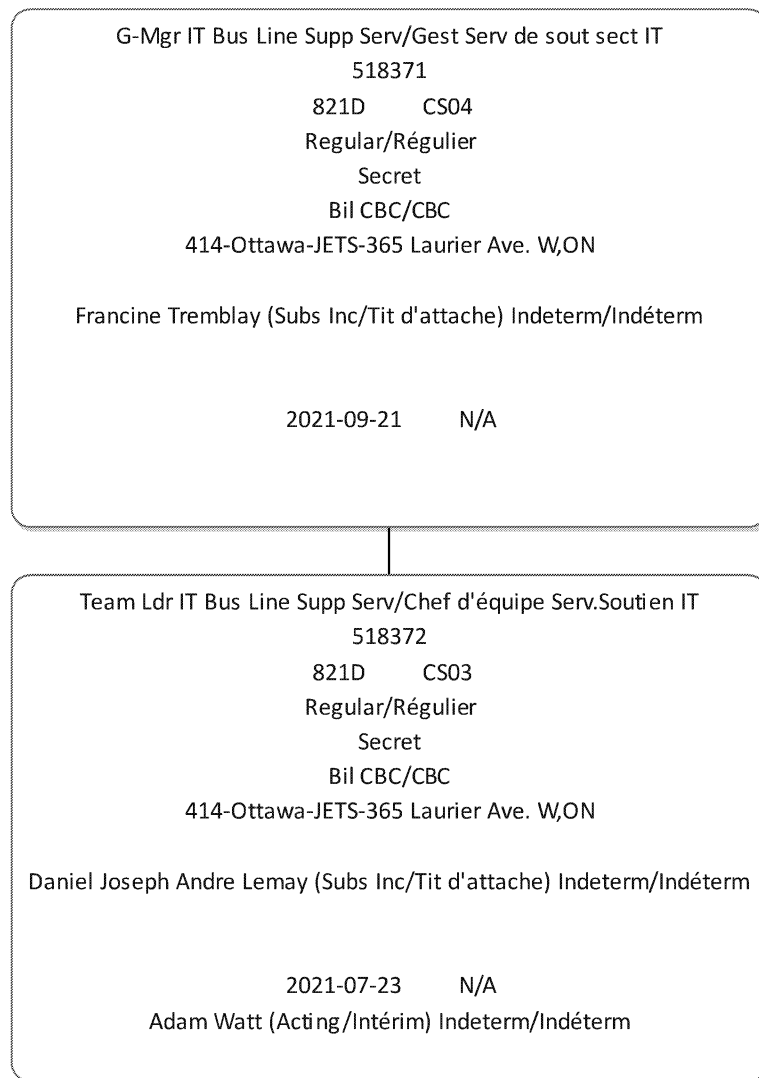 G-Mgr IT Bus Line Supp Serv/Gest Serv de sout sect IT
518371
821D CS04
Regular/Régulier
Secret
Bil CBC/CBC
414-Ottawa-JETS-365 Laurier Ave. W,ON
Francine Tremblay (Subs Inc/Tit d'attache) Indeterm/Indéterm
2021-09-21 N/A
Team Ldr IT Bus Line Supp Serv/Chef d'équipe Serv.Soutien IT
518372
821D CS03
Regular/Régulier
Secret
Bil CBC/CBC
414-Ottawa-JETS-365 Laurier Ave. W,ON
Daniel Joseph Andre Lemay (Subs Inc/Tit d'attache) Indeterm/Indéterm
2021-07-23 N/A
Adam Watt (Acting/Intérim) Indeterm/Indéterm